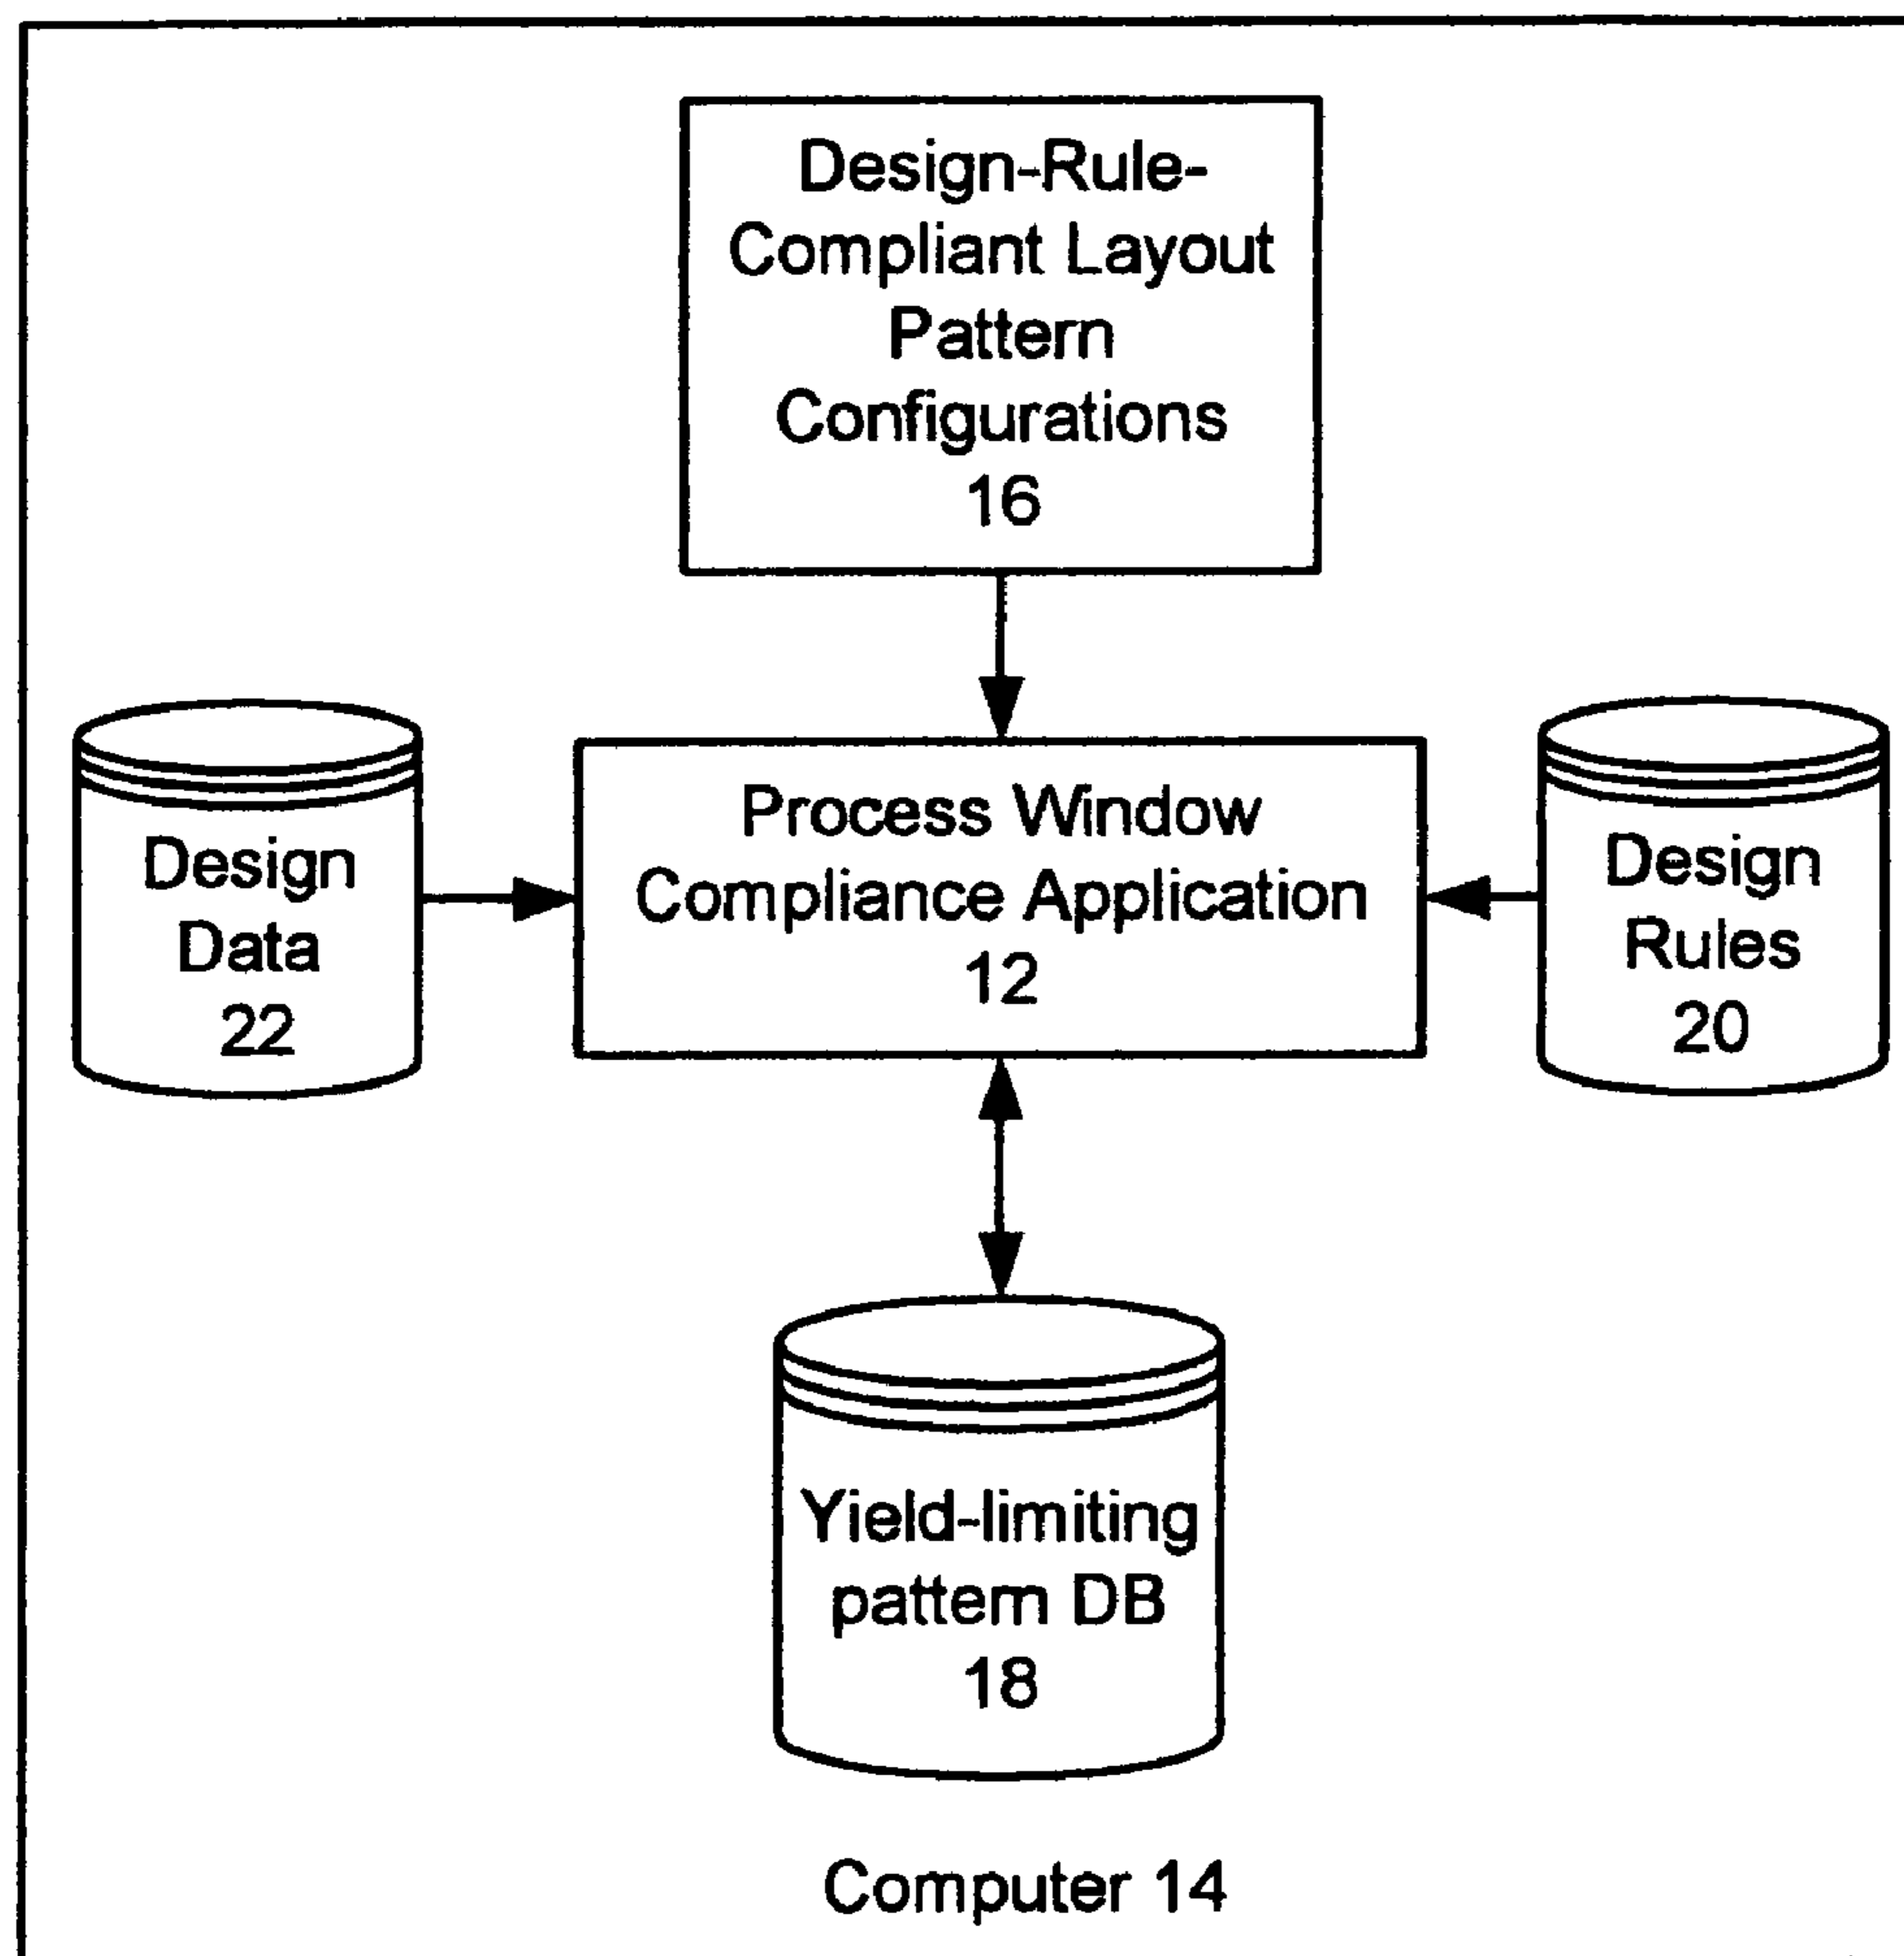 Design-Rule-
Compliant Layout
Pattern
Configurations
16
Design
Data
22
Process Window
Compliance Application
12
Design
Rules
20
Yield-limiting
pattern DB
18
Computer 14